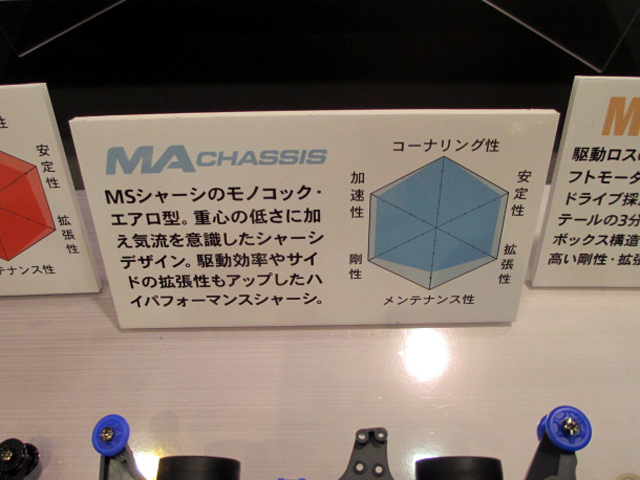 性
安定性
拡張性
テナンス性
MA CHASSIS
MSシャーシのモノコック・
エアロ型。重心の低さに加
え気流を意識したシャーシ
デザイン。駆動効率やサイ
ドの拡張性もアップしたハ
イパフォーマンスシャーシ。
コーナリング性
加速性
安定性
剛性
拡張性
メンテナンス性
M
駆動ロスの
フトモータ
ドライブ採
テールの3分
ボックス構造
高い剛性・拡張